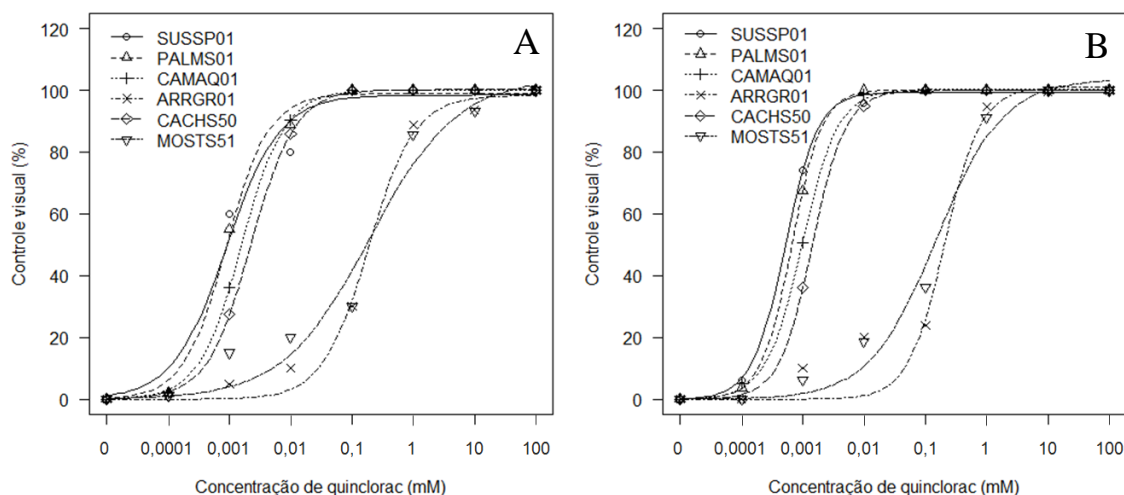 A
SUSSP01
PALMS01
CAMAQ01
ARRGR01
CACHS50
MOSTS51
Controle visual (%)
120
100
80
60
40
20
0
0 0,0001 0,001 0,01 0,1 1 10 100
Concentração de quinclorac (mM)
B
SUSSP01
PALMS01
CAMAQ01
ARRGR01
CACHS50
MOSTS51
Controle visual (%)
120
100
80
60
40
20
0
0 0,0001 0,001 0,01 0,1 1 10 100
Concentração de quinclorac (mM)